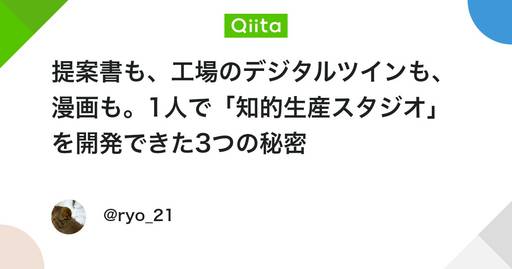 Qiita
提案書も、工場のデジタルツインも、
漫画も。1人で「知的生産スタジオ」
を開発できた3つの秘密
@ryo_21